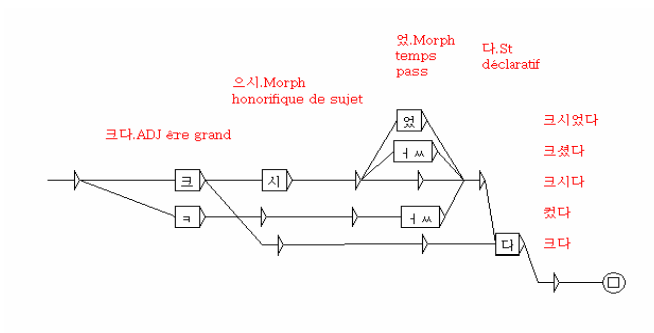 었.Morph
temps
pass
다.St
déclaratif
으시.Morph
honorifique de sujet
크다.ADJ être grand
었
ㅓㅆ
크
시
ㅋ
ㅓㅆ
다
크시었다
크셨다
크시다
컸다
크다